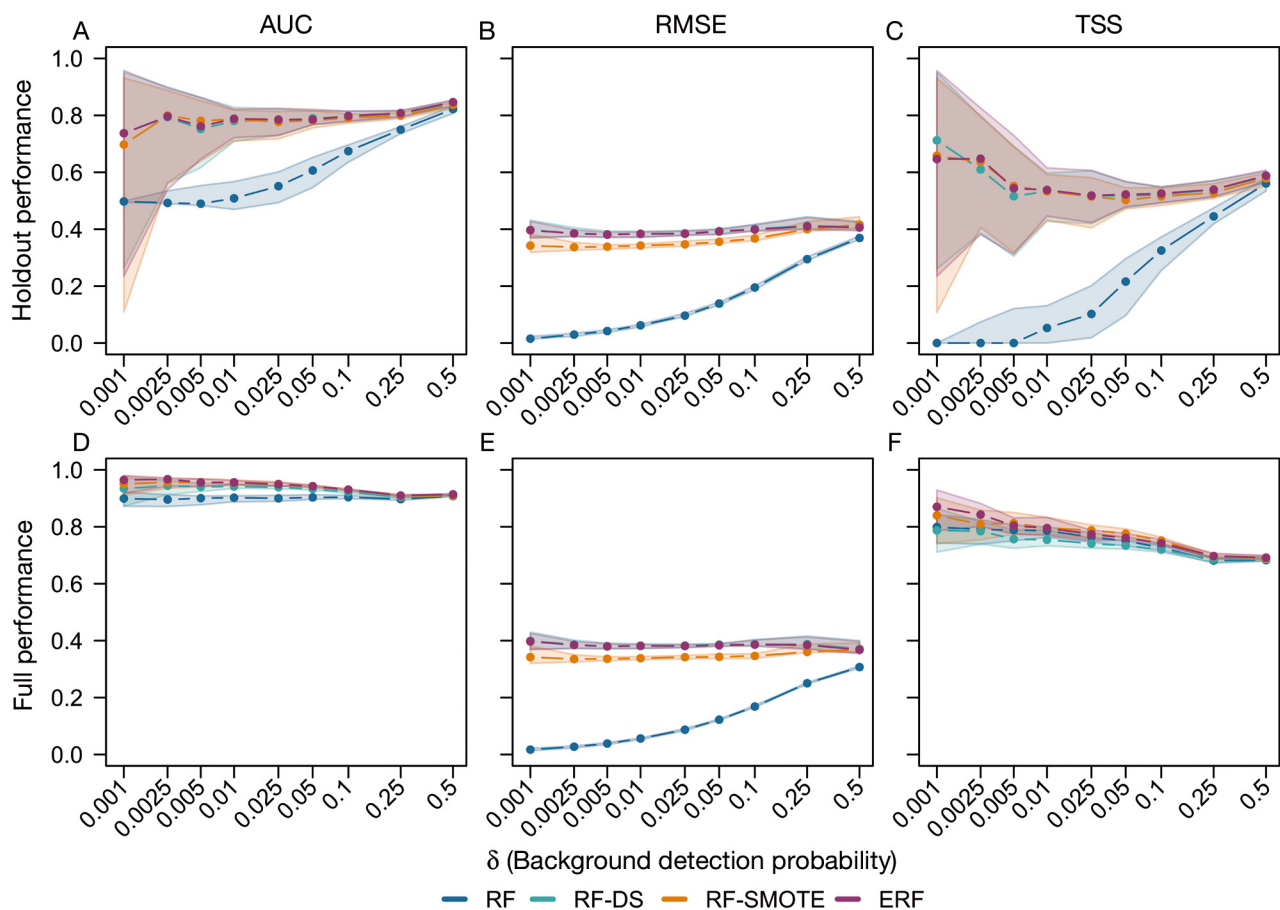 A AUC B RMSE C TSS
Holdout performance
1.0
0.8
0.6
0.4
0.2
0.0
0.001 0.0025 0.005 0.01 0.025 0.05 0.1 0.25 0.5
0.001 0.0025 0.005 0.01 0.025 0.05 0.1 0.25 0.5
0.001 0.0025 0.005 0.01 0.025 0.05 0.1 0.25 0.5
D E F
Full performance
1.0
0.8
0.6
0.4
0.2
0.0
0.001 0.0025 0.005 0.01 0.025 0.05 0.1 0.25 0.5
0.001 0.0025 0.005 0.01 0.025 0.05 0.1 0.25 0.5
0.001 0.0025 0.005 0.01 0.025 0.05 0.1 0.25 0.5
δ (Background detection probability)
RF RF-DS RF-SMOTE ERF